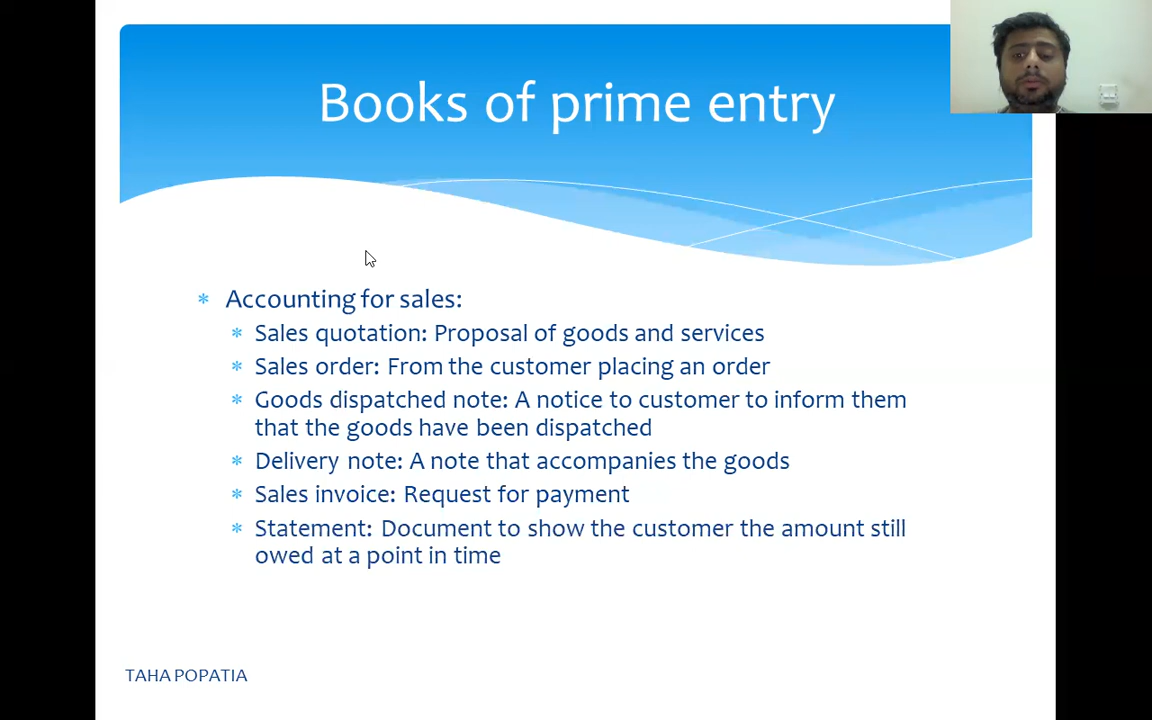 Books of prime entry
* Accounting for sales:
* Sales quotation: Proposal of goods and services
* Sales order: From the customer placing an order
* Goods dispatched note: A notice to customer to inform them
that the goods have been dispatched
* Delivery note: A note that accompanies the goods
* Sales invoice: Request for payment
* Statement: Document to show the customer the amount still
owed at a point in time
TAHA POPATIA